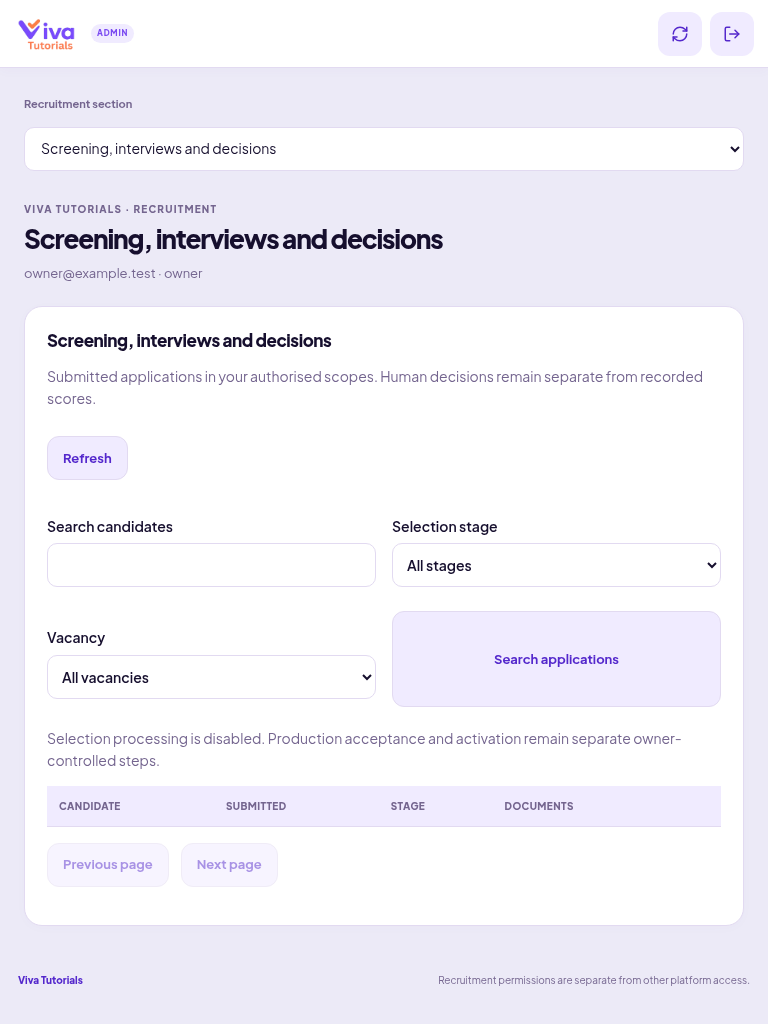 Viva
Tutorials
ADMIN
Recruitment section
Screening, interviews and decisions
VIVA TUTORIALS · RECRUITMENT
Screening, interviews and decisions
owner@example.test · owner
Screening, interviews and decisions
Submitted applications in your authorised scopes. Human decisions remain separate from recorded
scores.
Refresh
Search candidates
Selection stage
All stages
Vacancy
All vacancies
Search applications
Selection processing is disabled. Production acceptance and activation remain separate owner-
controlled steps.
CANDIDATE SUBMITTED STAGE DOCUMENTS
Previous page Next page
Viva Tutorials
Recruitment permissions are separate from other platform access.